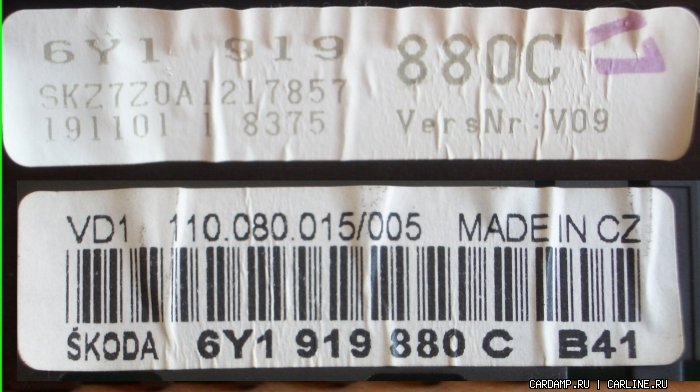 6Y1 919 880C
SKZ7Z0A1217857
191101 1 8375 VersNr:V09
VD1 110.080.015/005 MADE IN CZ
ŠKODA 6Y1 919 880 C B41
CARDAMP.RU | CARLINE.RU